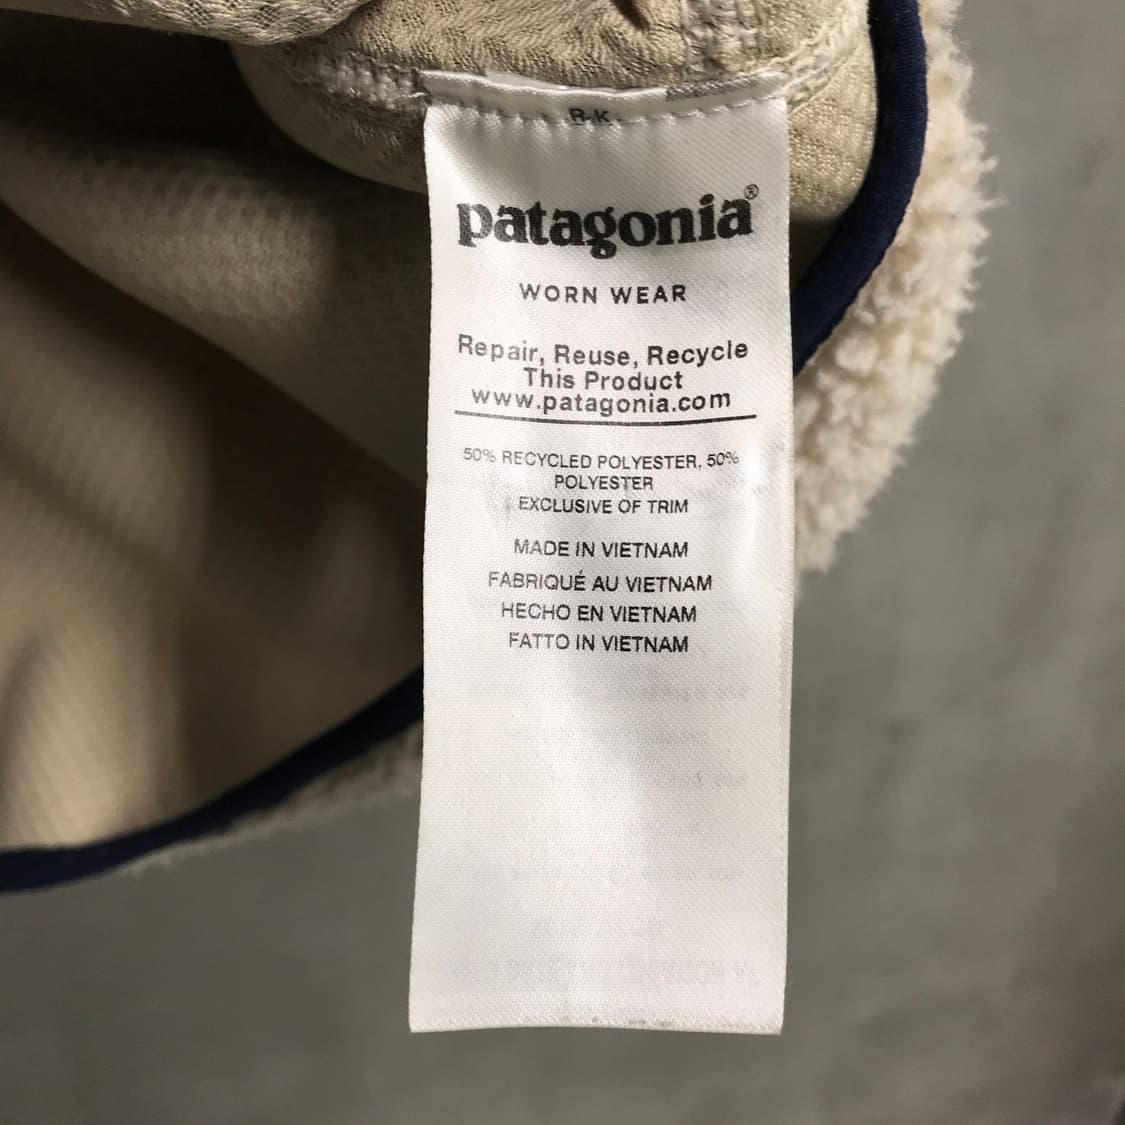 R-K.
patagonia®
WORN WEAR
Repair, Reuse, Recycle
This Product
www.patagonia.com
50% RECYCLED POLYESTER, 50%
POLYESTER
EXCLUSIVE OF TRIM
MADE IN VIETNAM
FABRIQUÉ AU VIETNAM
HECHO EN VIETNAM
FATTO IN VIETNAM